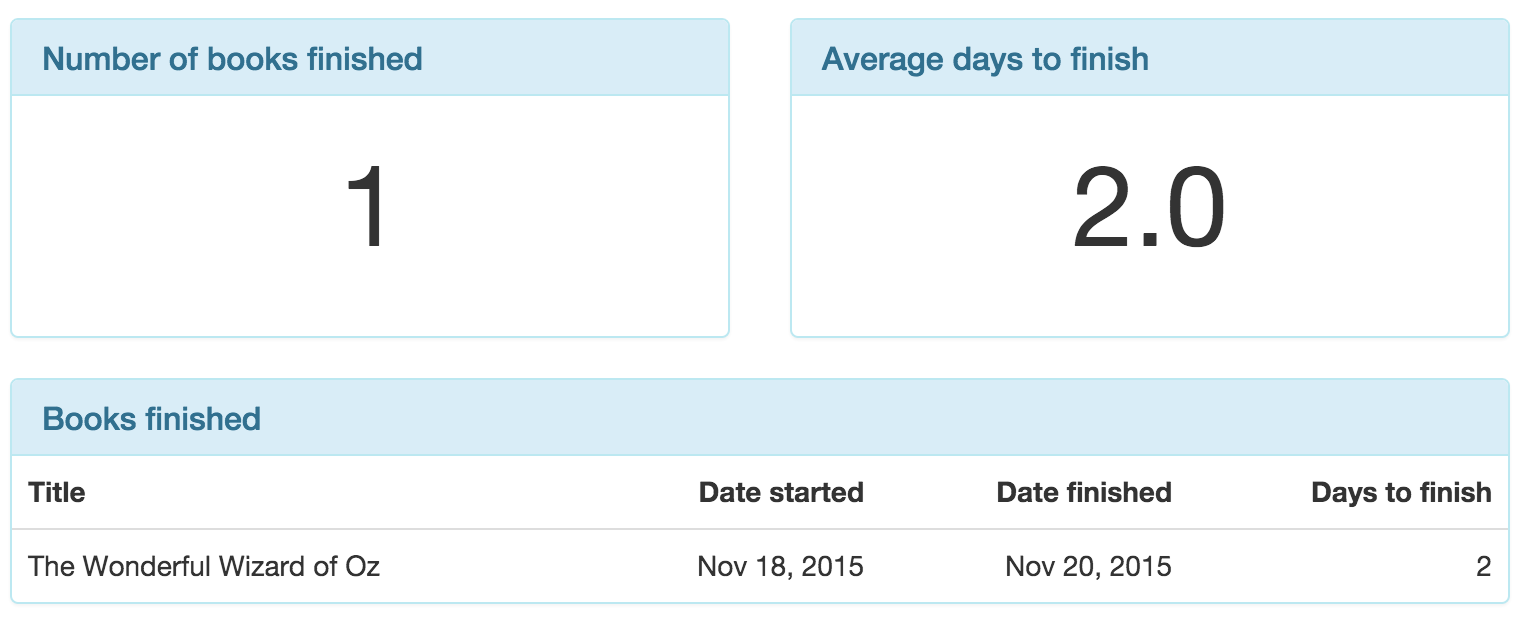 Number of books finished
Average days to finish
1
2.0
Books finished
Title Date started Date finished Days to finish
The Wonderful Wizard of Oz Nov 18, 2015 Nov 20, 2015 2